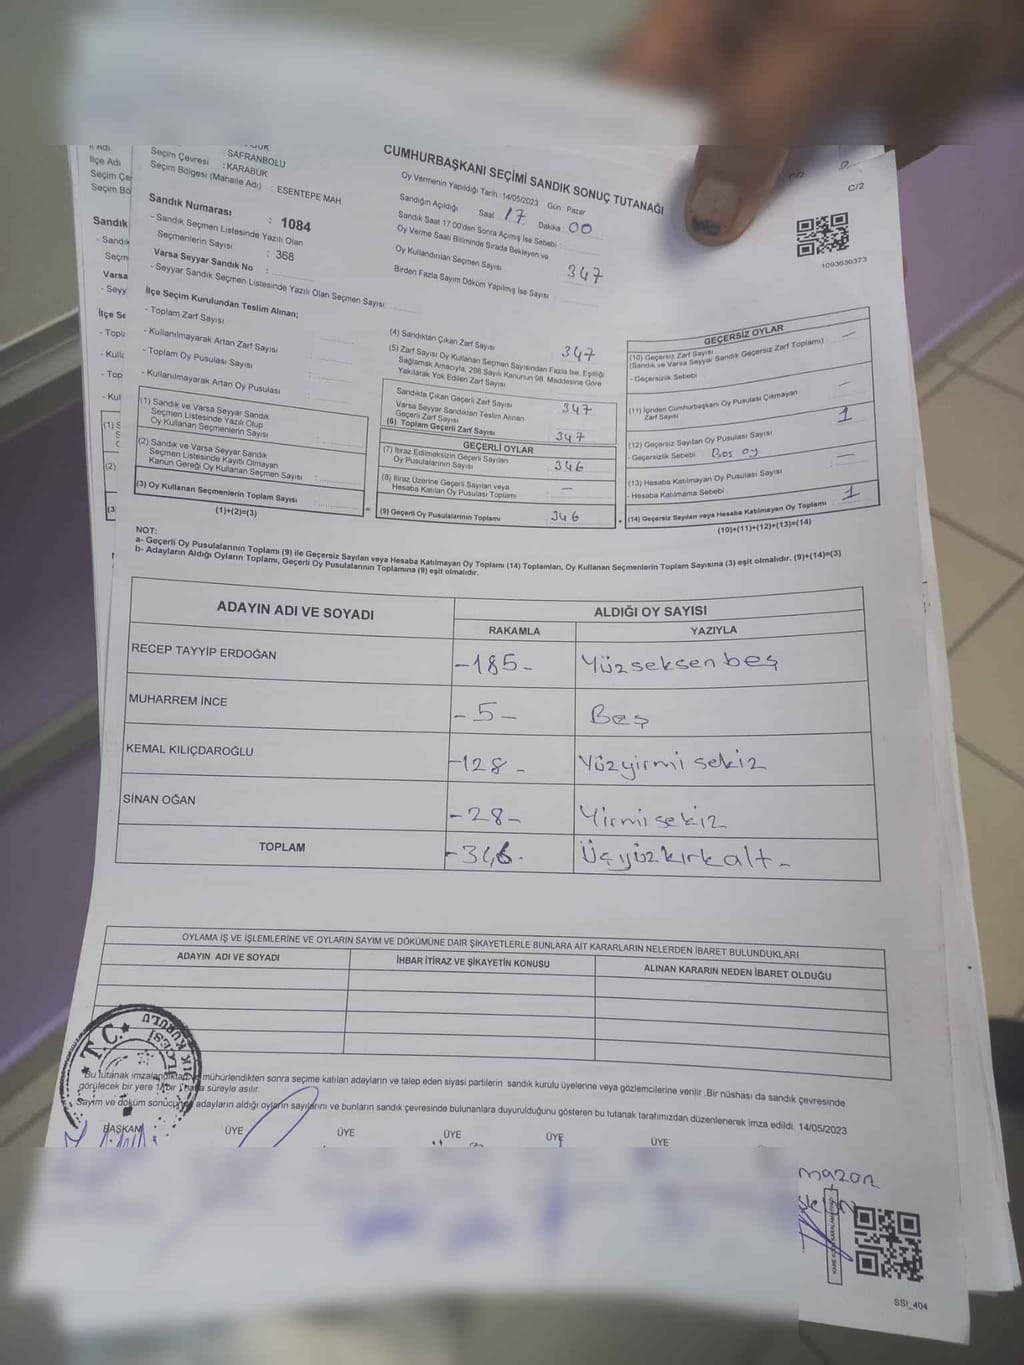 CUMHURBAŞKANI SEÇİMİ SANDIK SONUÇ TUTANAĞI
C/2
C/2
1093636373
İlçe Adı
SAFRANBOLU
Seçim Çevresi : KARABÜK
Seçim Bölgesi (Mahalle Adı) : ESENTEPE MAH
Sandık Numarası : 1084
- Sandık Seçmen Listesinde Yazılı Olan
Seçmenlerin Sayısı : 368
Varsa Seyyar Sandık No :
- Seyyar Sandık Seçmen Listesinde Yazılı Olan Seçmen Sayısı
Oy Vermenin Yapıldığı Tarih : 14/05/2023 Gün : Pazar
Sandığın Açıldığı Saat 17 Dakika 00
Sandık Saat 17:00'den Sonra Açımış İse Sebebi :
Oy Verme Saati Bitiminde Sırada Bekleyen ve
Oy Kullandırılan Seçmen Sayısı 347
Birden Fazla Sayım Döküm Yapılmış İse Sayısı
İlçe Seçim Kurulundan Teslim Alınan;
- Toplam Zarf Sayısı
- Kullanılmayarak Artan Zarf Sayısı
- Toplam Oy Pusulası Sayısı
- Kullanılmayarak Artan Oy Pusulası
(1) Sandık ve Varsa Seyyar Sandık
Seçmen Listesinde Yazılı Olup
Oy Kullanan Seçmenlerin Sayısı
(2) Sandık ve Varsa Seyyar Sandık
Seçmen Listesinde Kayıtlı Olmayan
Kanun Gereği Oy Kullanan Seçmen Sayısı
(3) Oy Kullanan Seçmenlerin Toplam Sayısı
(1)+(2)=(3)
(4) Sandıktan Çıkan Zarf Sayısı 347
(5) Zarf Sayısı Oy Kullanan Seçmen Sayısından Fazla İse, Eşitliği
Sağlamak Amacıyla, 298 Sayılı Kanunun 98. Maddesine Göre
Yakılarak Yok Edilen Zarf Sayısı
Sandıkta Çıkan Geçerli Zarf Sayısı 347
Varsa Seyyar Sandıktan Teslim Alınan
Geçerli Zarf Sayısı
(6) Toplam Geçerli Zarf Sayısı 347
GEÇERLİ OYLAR
(7) İtiraz Edilmeksizin Geçerli Sayılan
Oy Pusulalarının Sayısı 346
(8) İtiraz Üzerine Geçerli Sayılan veya
Hesaba Katılan Oy Pusulası Toplamı –
(9) Geçerli Oy Pusulalarının Toplamı 346
GEÇERSİZ OYLAR
(10) Geçersiz Zarf Sayısı –
(Sandık ve Varsa Seyyar Sandık Geçersiz Zarf Toplamı)
- Geçersizlik Sebebi
(11) İçinden Cumhurbaşkanı Oy Pusulası Çıkmayan
Zarf Sayısı –
(12) Geçersiz Sayılan Oy Pusulası Sayısı 1
- Geçersizlik Sebebi Boş oy
(13) Hesaba Katılmayan Oy Pusulası Sayısı –
- Hesaba Katılmama Sebebi
(14) Geçersiz Sayılan veya Hesaba Katılmayan Oy Toplamı 1
(10)+(11)+(12)+(13)=(14)
NOT:
a- Geçerli Oy Pusulalarının Toplamı (9) ile Geçersiz Sayılan veya Hesaba Katılmayan Oy Toplamı (14) Toplamları, Oy Kullanan Seçmenlerin Toplam Sayısına (3) eşit olmalıdır. (9)+(14)=(3)
b- Adayların Aldığı Oyların Toplamı, Geçerli Oy Pusulalarının Toplamına (9) eşit olmalıdır.
ADAYIN ADI VE SOYADI
ALDIĞI OY SAYISI
RAKAMLA YAZIYLA
RECEP TAYYİP ERDOĞAN -185- Yüzseksen beş
MUHARREM İNCE -5- Beş
KEMAL KILIÇDAROĞLU -128- Yüzyirmi sekiz
SİNAN OĞAN -28- Yirmisekiz
TOPLAM -346- Üçyüzkırkaltı-
OYLAMA İŞ VE İŞLEMLERİNE VE OYLARIN SAYIM VE DÖKÜMÜNE DAİR ŞİKAYETLERLE BUNLARA AİT KARARLARIN NELERDEN İBARET BULUNDUKLARI
ADAYIN ADI VE SOYADI İHBAR İTİRAZ VE ŞİKAYETİN KONUSU ALINAN KARARIN NEDEN İBARET OLDUĞU
T.C.
Bu tutanak mühürlendikten sonra seçime katılan adayların ve talep eden siyasi partilerin sandık kurulu üyelerine veya gözlemcilerine verilir. Bir nüshası da sandık çevresinde
görülecek bir yere süreyle asılır.
Sayım ve döküm adayların aldığı oyların sayılarını ve bunların sandık çevresinde bulunanlara duyurulduğunu gösteren bu tutanak tarafımızdan düzenlenerek imza edildi. 14/05/2023
BAŞKAN ÜYE ÜYE ÜYE ÜYE ÜYE
SSI_404